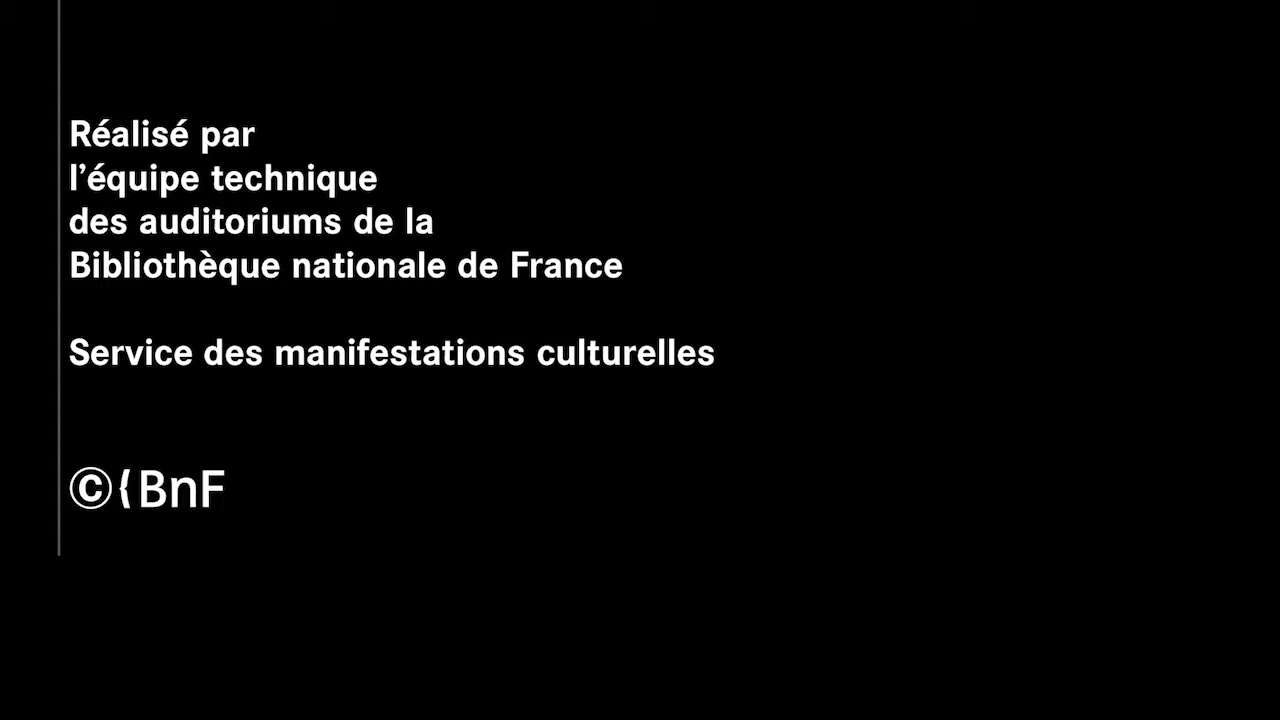 Réalisé par
l’équipe technique
des auditoriums de la
Bibliothèque nationale de France
Service des manifestations culturelles
©{BnF